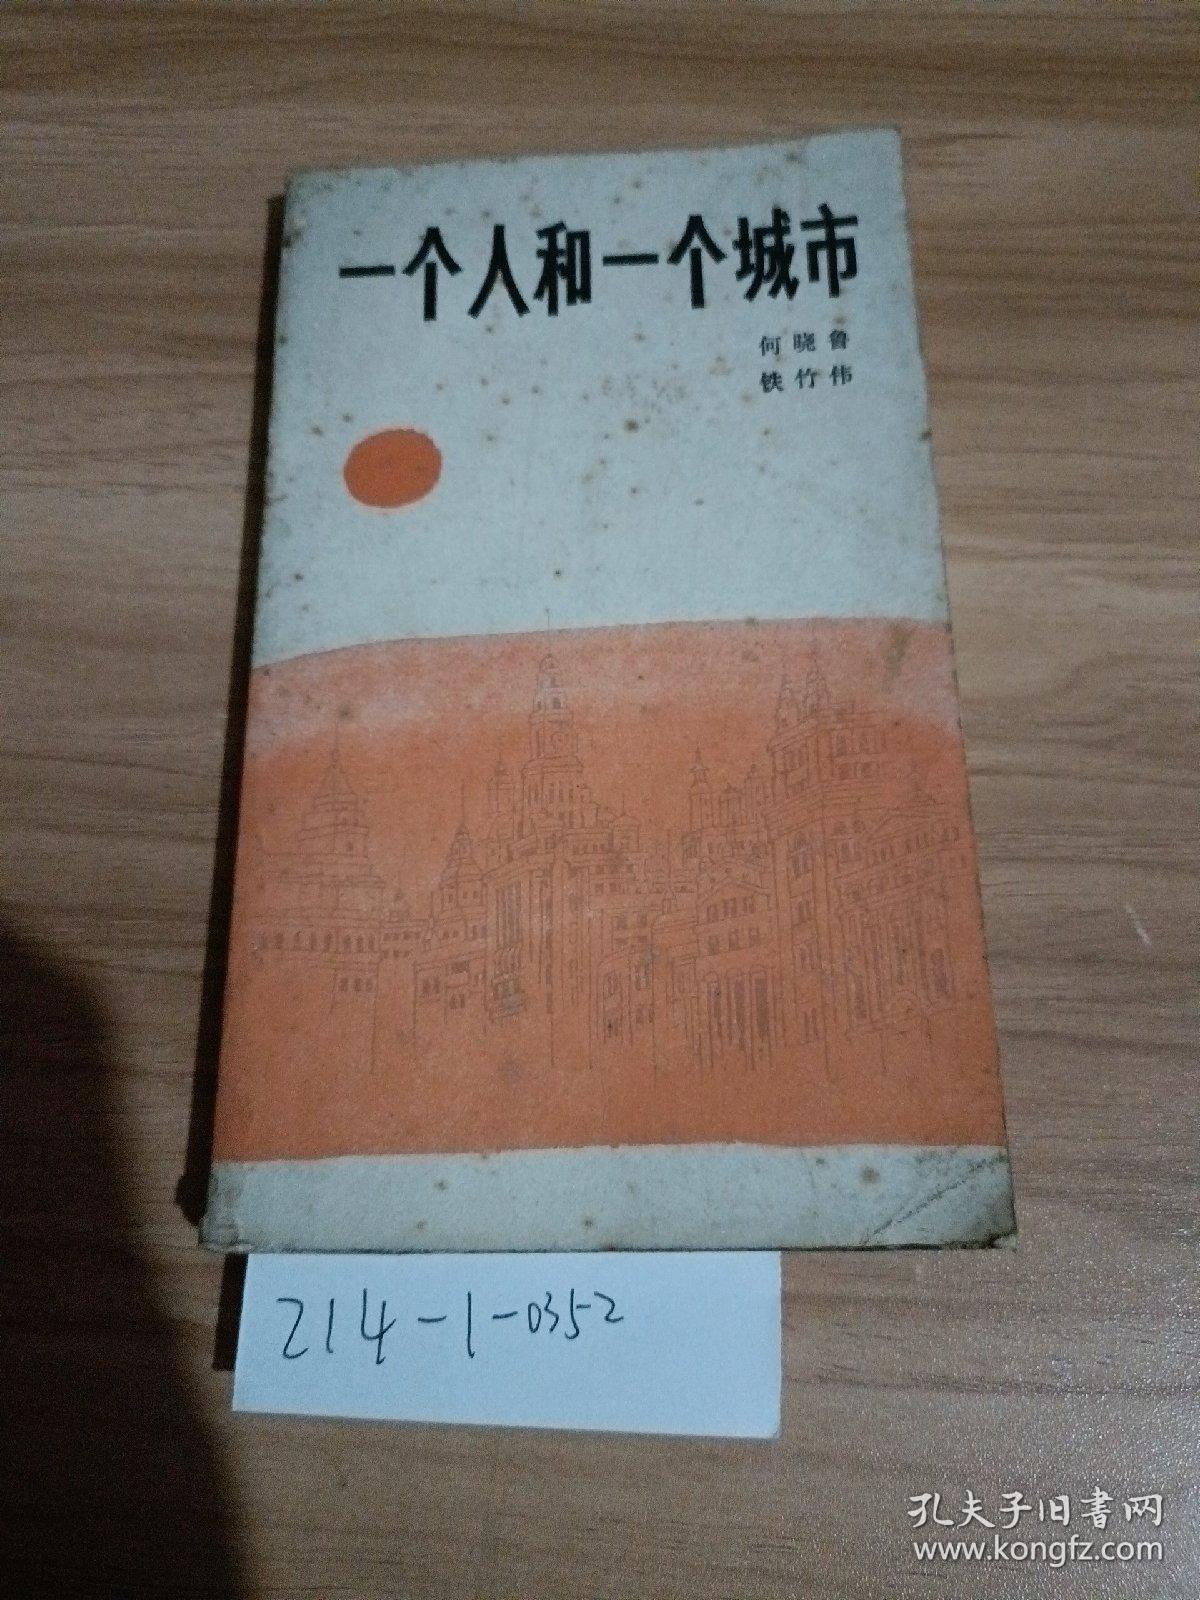 一个人和一个城市
何晓鲁
铁竹伟
214-1-0352
孔夫子旧書网
www.kongfz.com